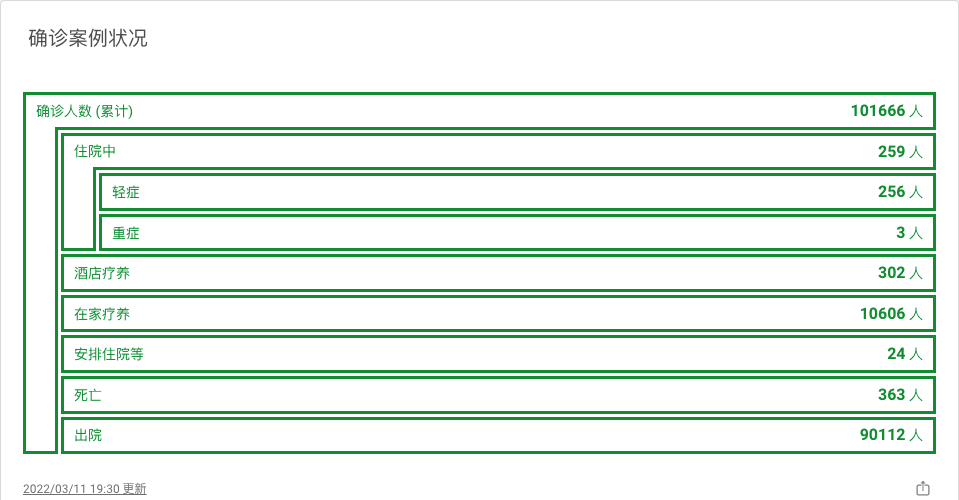 确诊案例状况
确诊人数 (累计) 101666 人
住院中 259 人
轻症 256 人
重症 3 人
酒店疗养 302 人
在家疗养 10606 人
安排住院等 24 人
死亡 363 人
出院 90112 人
2022/03/11 19:30 更新